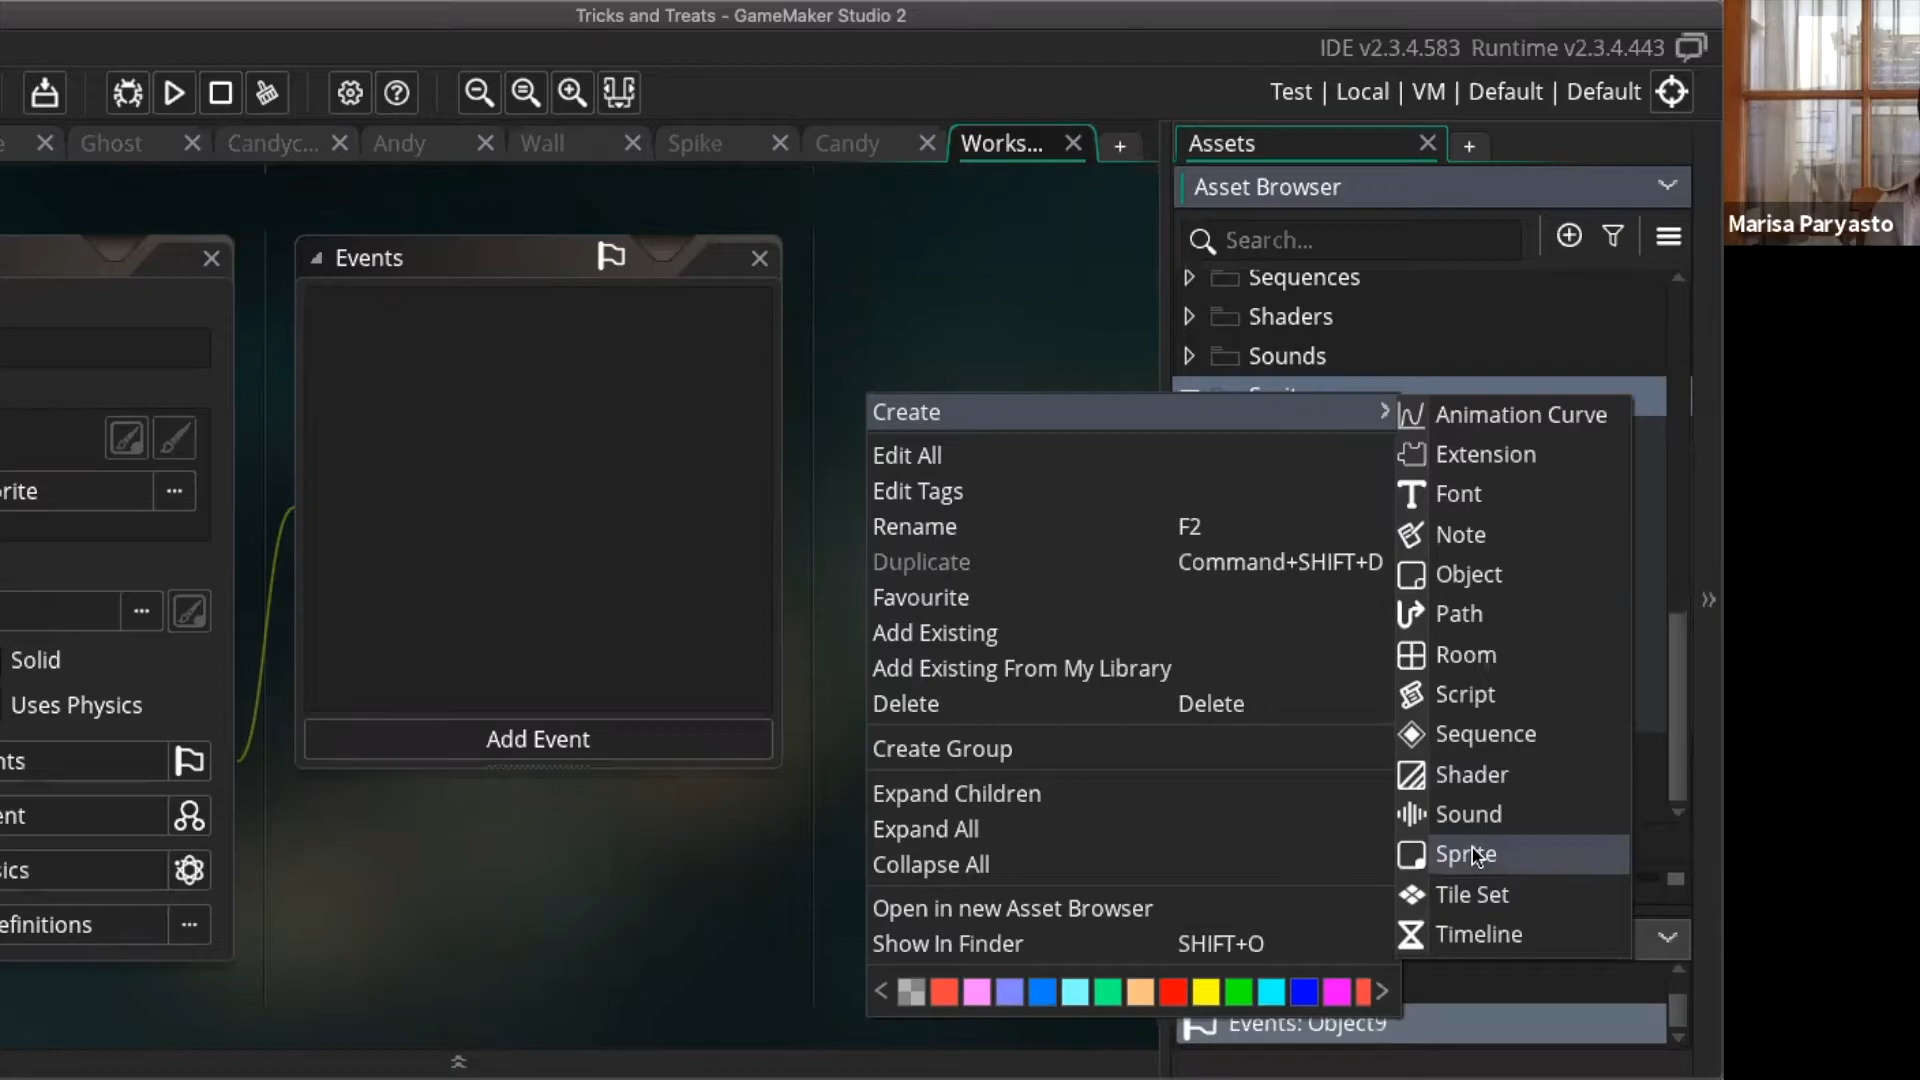 Tricks and Treats - GameMaker Studio 2
IDE v2.3.4.583 Runtime v2.3.4.443
Test | Local | VM | Default | Default
Ghost
Candyc...
Andy
Wall
Spike
Candy
Works...
Assets
Asset Browser
Search...
Marisa Paryasto
Events
Sequences
Shaders
Sounds
Create
Edit All
Edit Tags
Rename F2
Duplicate Command+SHIFT+D
Favourite
Add Existing
Add Existing From My Library
Delete Delete
Create Group
Expand Children
Expand All
Collapse All
Open in new Asset Browser
Show In Finder SHIFT+O
Animation Curve
Extension
Font
Note
Object
Path
Room
Script
Sequence
Shader
Sound
Sprite
Tile Set
Timeline
rite
Solid
Uses Physics
nts
ent
sics
efinitions
Add Event
Events: Object9